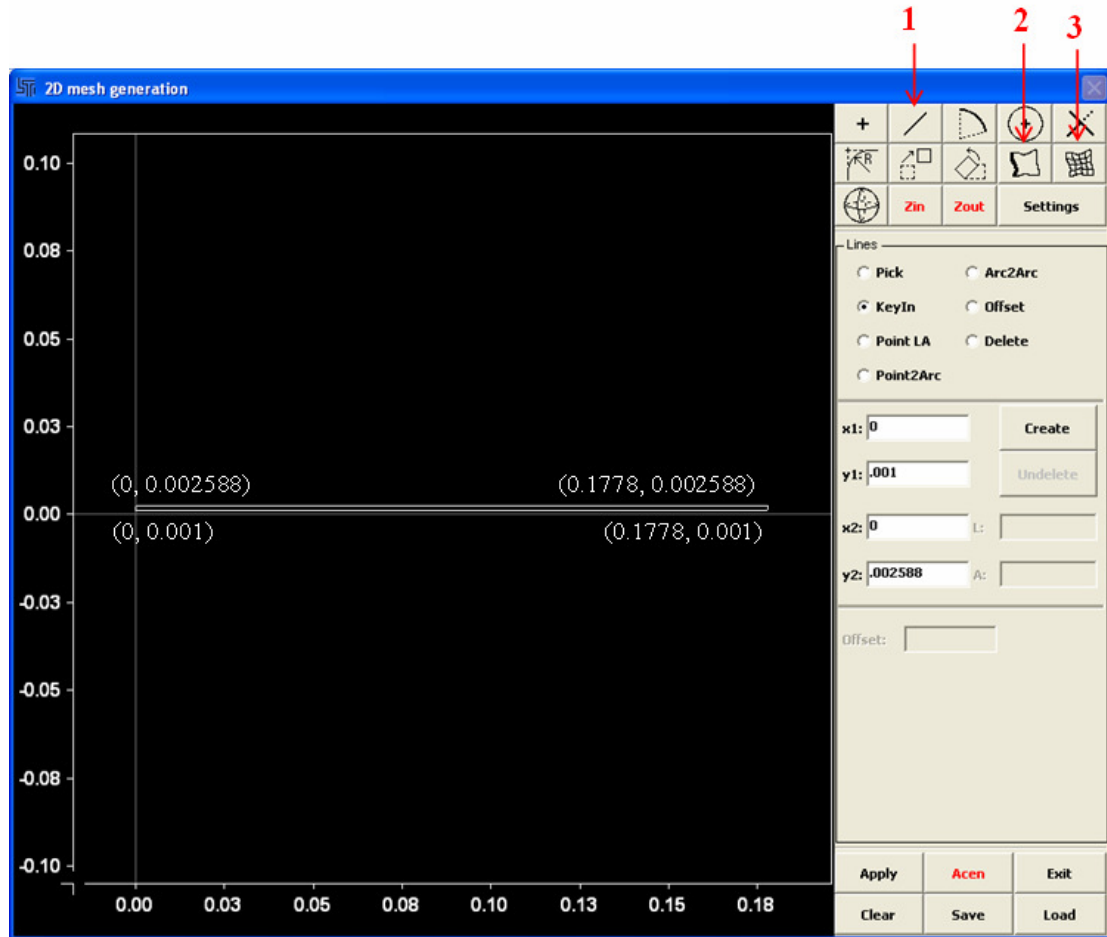 1
2
3
2D mesh generation
R
Zin Zout Settings
Lines
Pick Arc2Arc
KeyIn Offset
Point LA Delete
Point2Arc
x1: 0 Create
y1: .001 Undelete
x2: 0 L:
y2: .002588 A:
Offset:
0.10
0.08
0.05
0.03
0.00
-0.03
-0.05
-0.08
-0.10
(0, 0.002588) (0.1778, 0.002588)
(0, 0.001) (0.1778, 0.001)
0.00 0.03 0.05 0.08 0.10 0.13 0.15 0.18
Apply Acen Exit
Clear Save Load